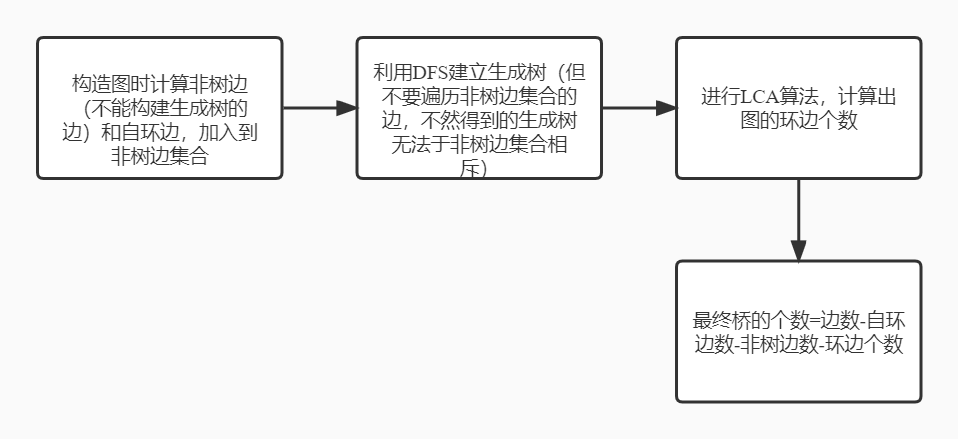 构造图时计算非树边
（不能构建生成树的
边）和自环边，加入到
非树边集合
利用DFS建立生成树（但
不要遍历非树边集合的
边，不然得到的生成树
无法于非树边集合相
斥）
进行LCA算法，计算出
图的环边个数
最终桥的个数=边数-自环
边数-非树边数-环边个数